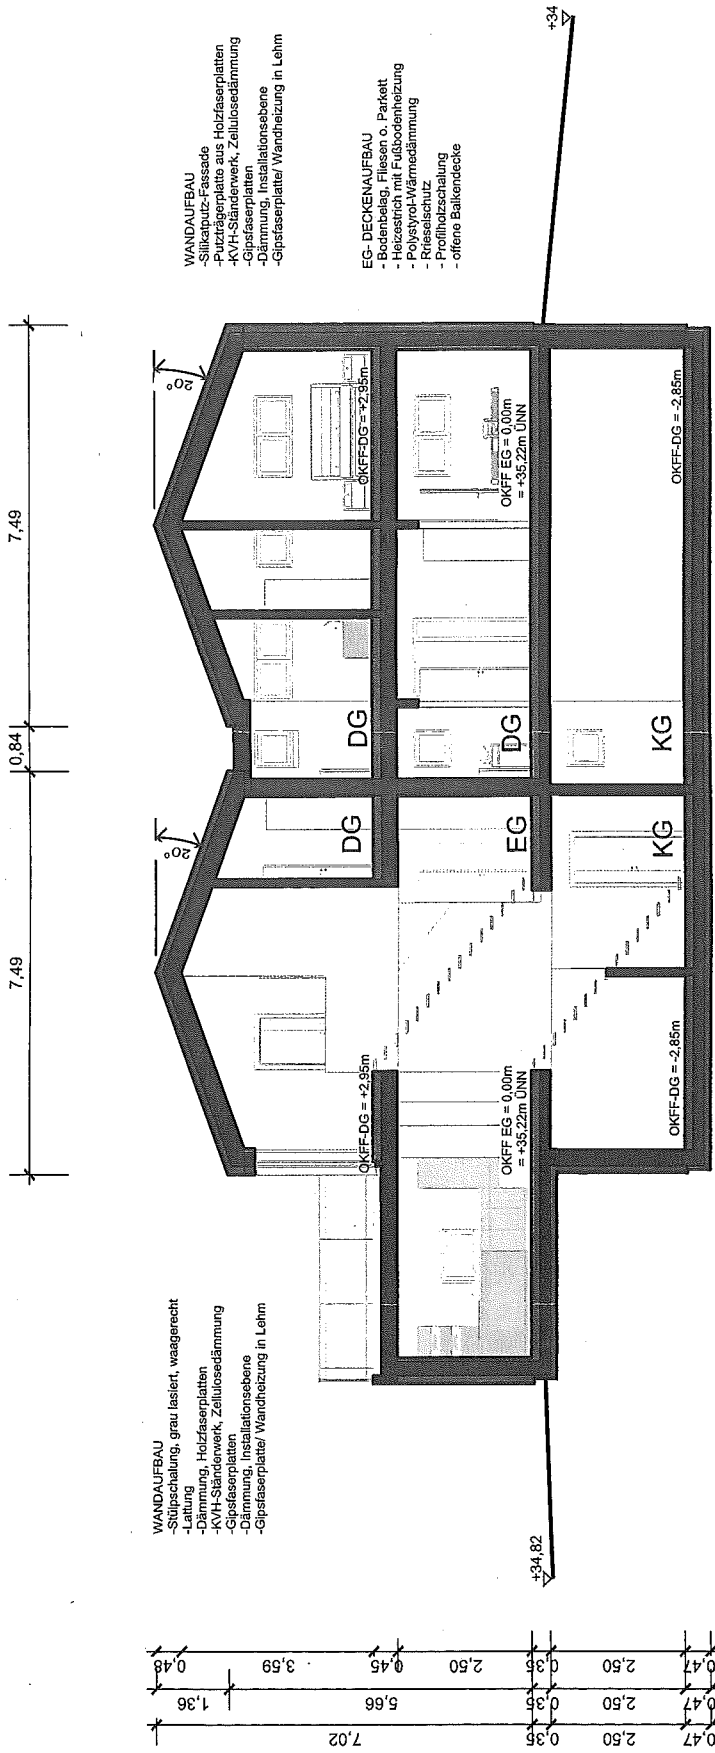 WANDAUFBAU
-Stülpschalung, grau lasiert, waagerecht
-Lattung
-Dämmung, Holzfaserplatten
-KVH-Ständerwerk, Zellulosedämmung
-Gipsfaserplatten
-Dämmung, Installationsebene
-Gipsfaserplatte/ Wandheizung in Lehm
7,49
0,84
7,49
WANDAUFBAU
-Silikatputz-Fassade
-Putzträgerplatte aus Holzfaserplatten
-KVH-Ständerwerk, Zellulosedämmung
-Gipsfaserplatten
-Dämmung, Installationsebene
-Gipsfaserplatte/ Wandheizung in Lehm
EG- DECKENAUFBAU
- Bodenbelag, Fliesen o. Parkett
- Heizestrich mit Fußbodenheizung
- Polystyrol-Wärmedämmung
- Rrieselschutz
- Profilholzschalung
- offene Balkendecke
20°
20°
OKFF-DG = +2,95m
DG
DG
OKFF-DG = +2,95m
OKFF EG = 0,00m
= +35,22m ÜNN
EG
DG
OKFF EG = 0,00m
= +35,22m ÜNN
OKFF-DG = -2,85m
KG
KG
OKFF-DG = -2,85m
+34,82
+34
0,48
3,59
0,45
2,50
0,35
2,50
0,47
1,36
5,66
0,35
2,50
0,47
7,02
0,35
2,50
0,47